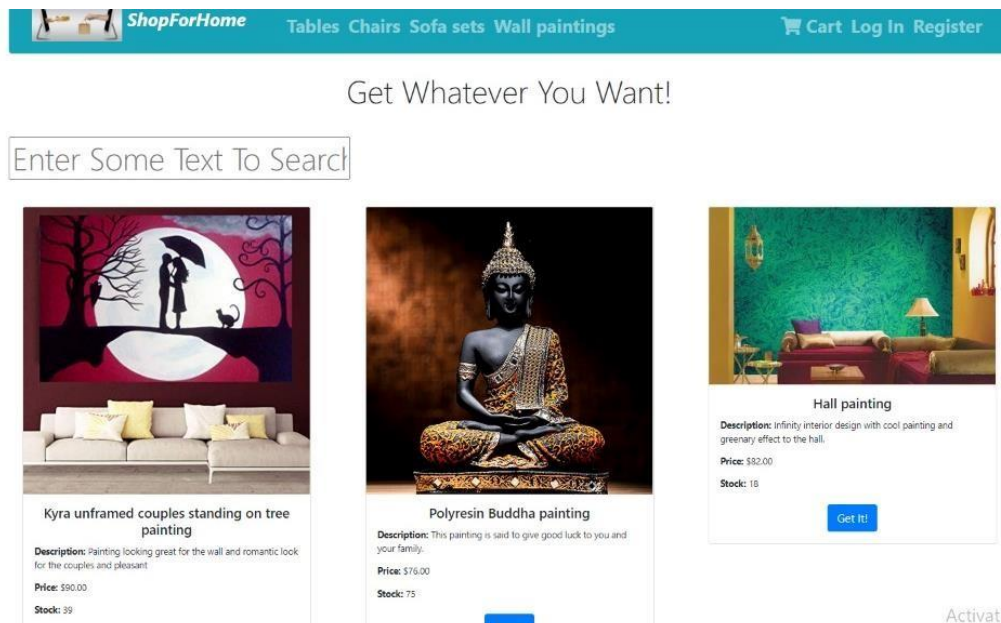 ShopForHome
Tables Chairs Sofa sets Wall paintings
Cart Log In Register
Get Whatever You Want!
Enter Some Text To Search
Kyra unframed couples standing on tree
painting
Description: Painting looking great for the wall and romantic look
for the couples and pleasant
Price: $90.00
Stock: 39
Polyresin Buddha painting
Description: This painting is said to give good luck to you and
your family.
Price: $76.00
Stock: 75
Hall painting
Description: Infinity interior design with cool painting and
greenary effect to the hall.
Price: $82.00
Stock: 18
Get It!
Activat